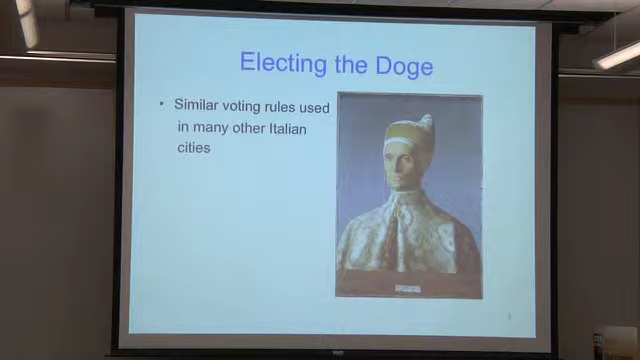 Electing the Doge
• Similar voting rules used
in many other Italian
cities